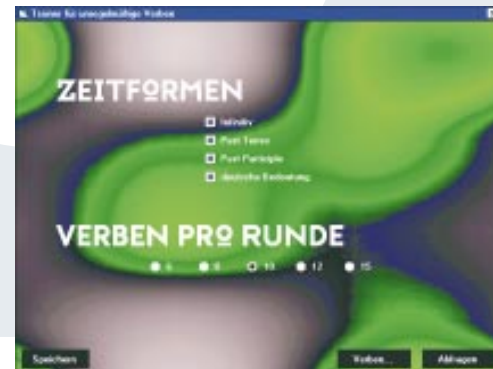 Trainer für unregelmäßige Verben
ZEITFORMEN
Infinitiv
Past Tense
Past Participle
deutsche Bedeutung
VERBEN PRO RUNDE
6 8 10 12 15
Speichern Verben... Abfragen